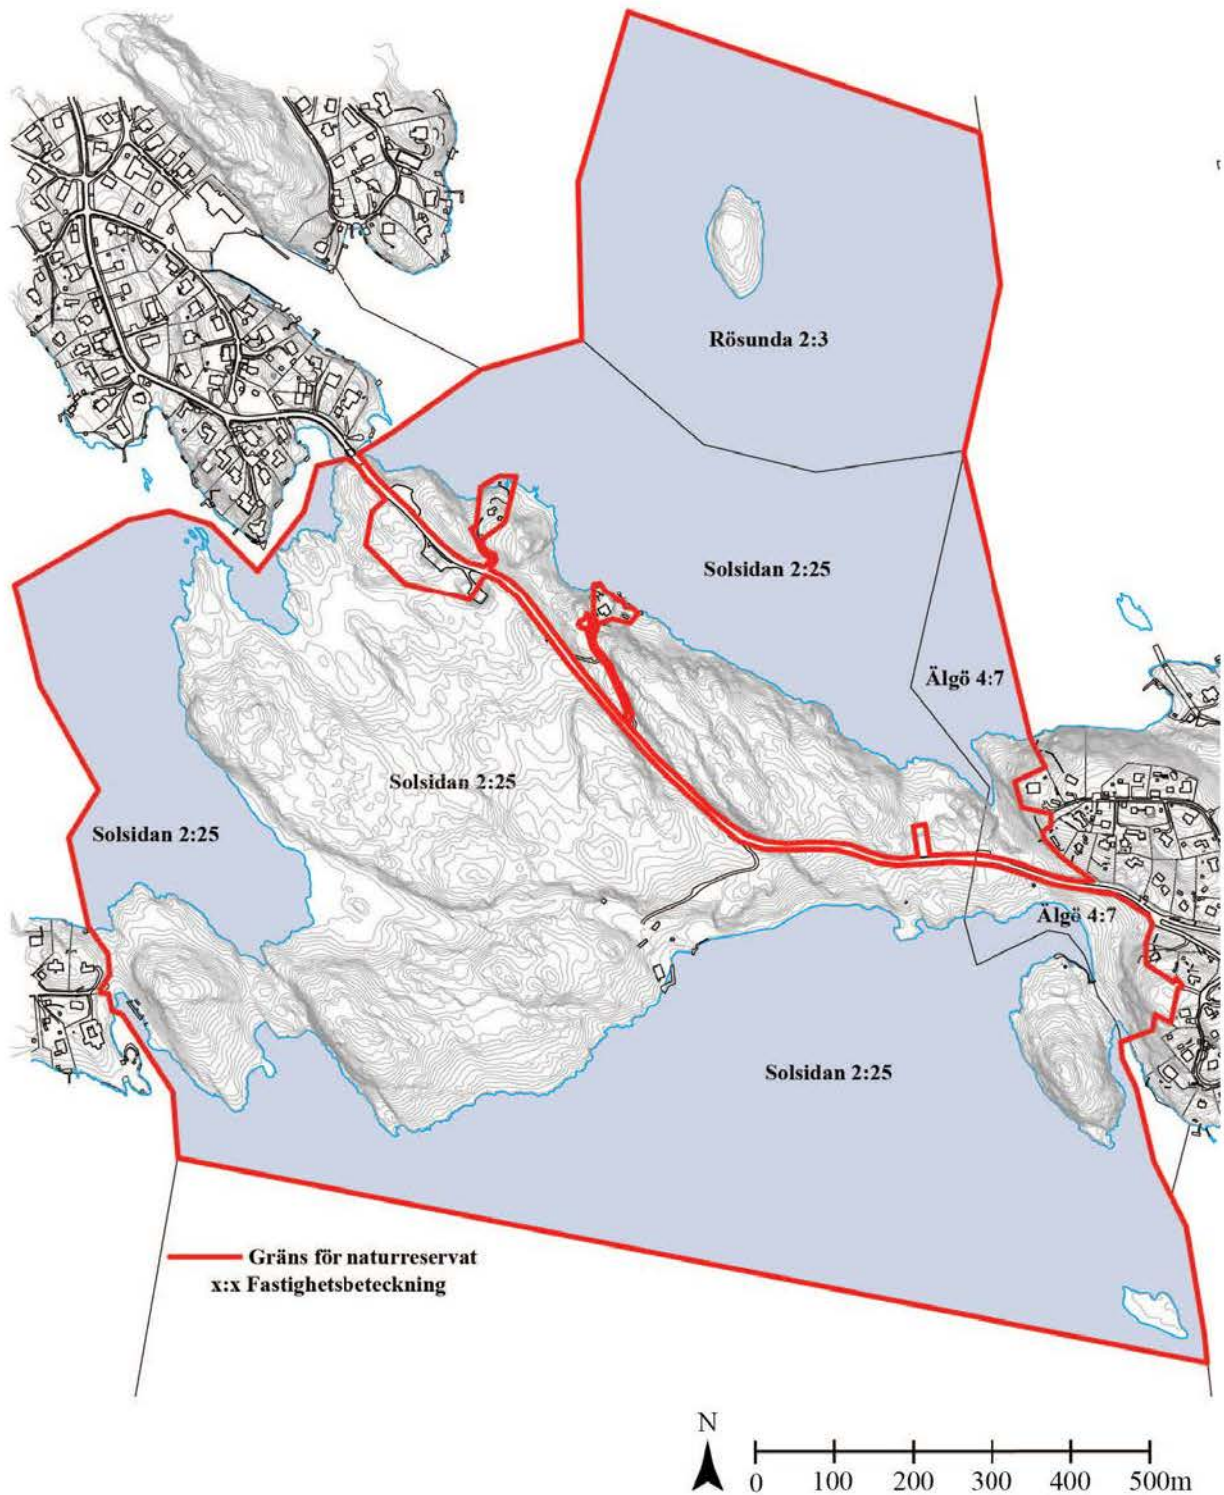 Rösunda 2:3
Solsidan 2:25
Älgö 4:7
Solsidan 2:25
Solsidan 2:25
Älgö 4:7
Solsidan 2:25
Gräns för naturreservat
x:x Fastighetsbeteckning
N
0 100 200 300 400 500m